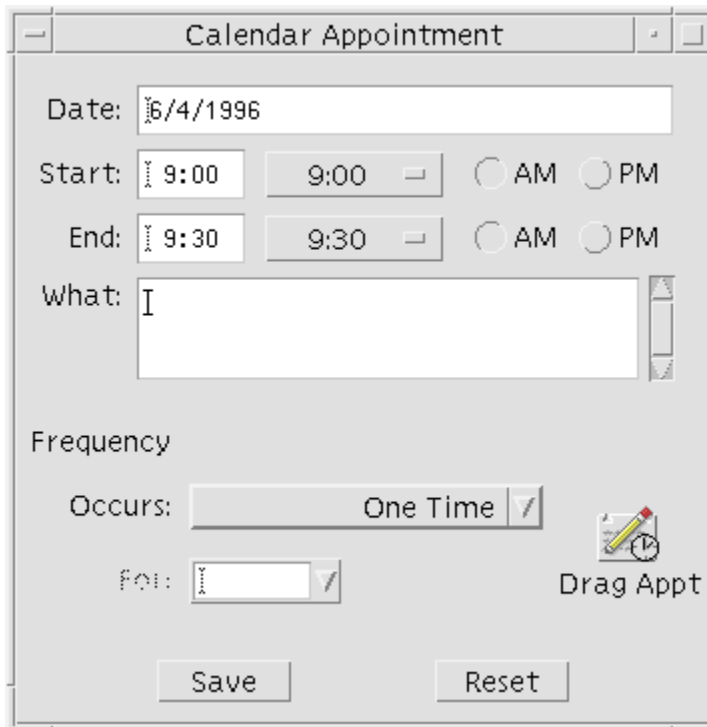 Calendar Appointment
Date: 6/4/1996
Start: 9:00 9:00 AM PM
End: 9:30 9:30 AM PM
What:
Frequency
Occurs: One Time
For:
Drag Appt
Save Reset